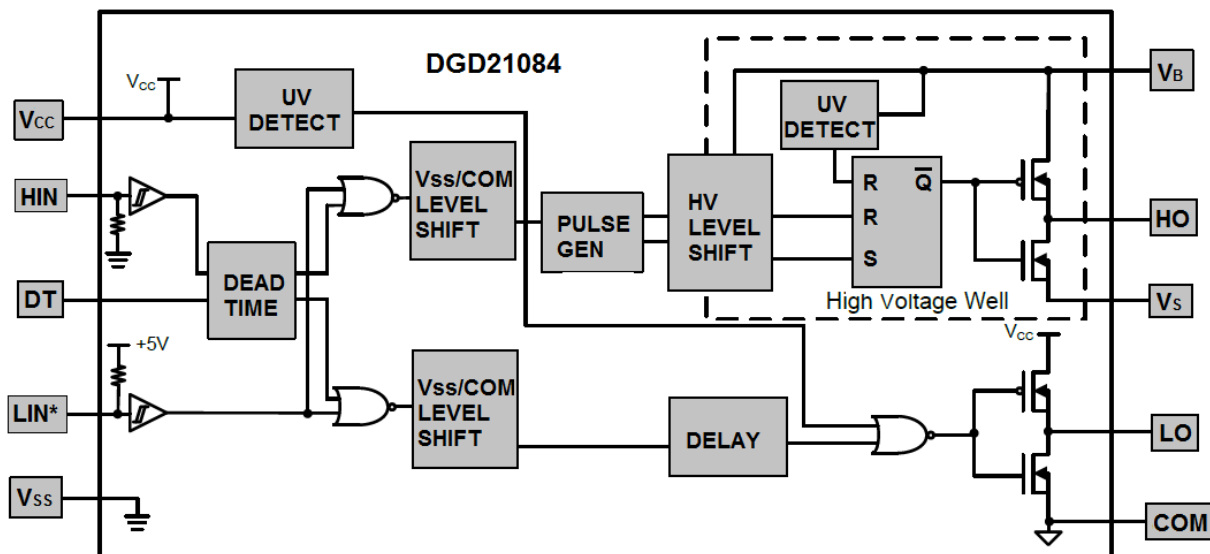 DGD21084
VCC
VCC
UV
DETECT
UV
DETECT
VB
HIN
Vss/COM
LEVEL
SHIFT
PULSE
GEN
HV
LEVEL
SHIFT
R
Q̅
R
S
HO
DEAD
TIME
DT
High Voltage Well
VS
+5V
VCC
LIN*
Vss/COM
LEVEL
SHIFT
DELAY
LO
VSS
COM